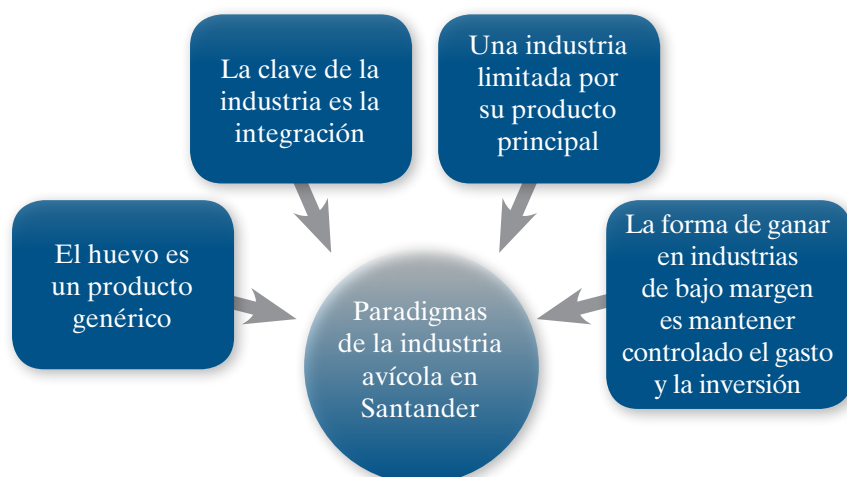 La clave de la
industria es la
integración
Una industria
limitada por
su producto
principal
El huevo es
un producto
genérico
La forma de ganar
en industrias
de bajo margen
es mantener
controlado el gasto
y la inversión
Paradigmas
de la industria
avícola en
Santander